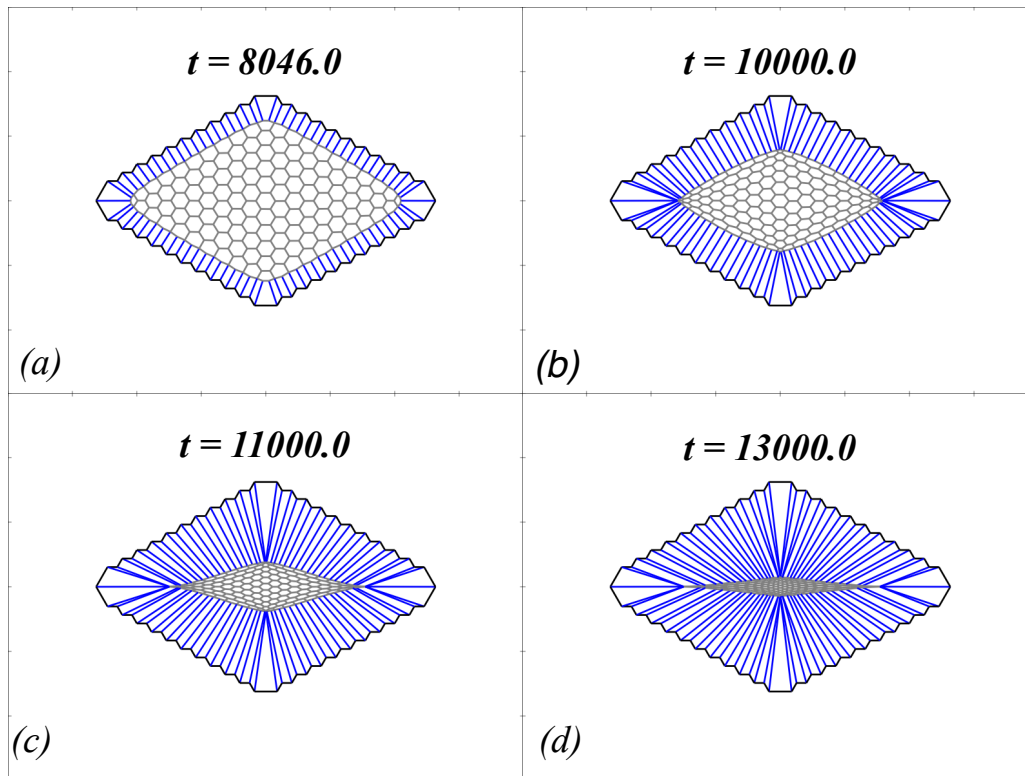 t = 8046.0
t = 10000.0
(a)
(b)
t = 11000.0
t = 13000.0
(c)
(d)